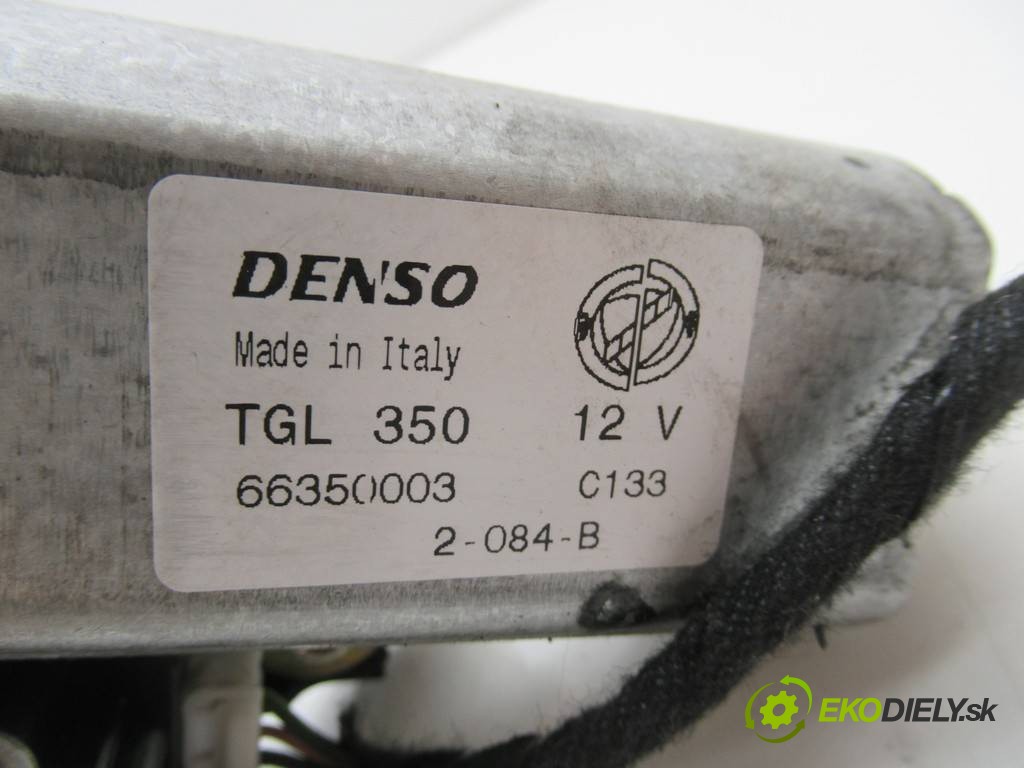 DENSO
Made in Italy
TGL 350 12 V
66350003 C133
2-084-B
EKODIELY.sk